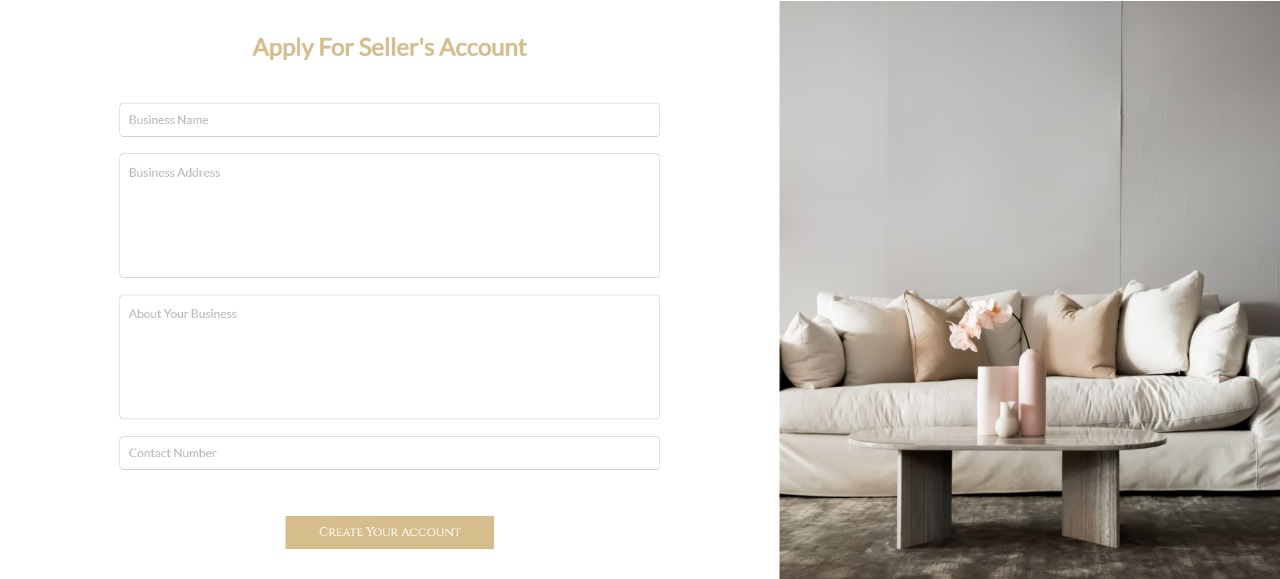 Apply For Seller's Account
Business Name
Business Address
About Your Business
Contact Number
Create Your Account